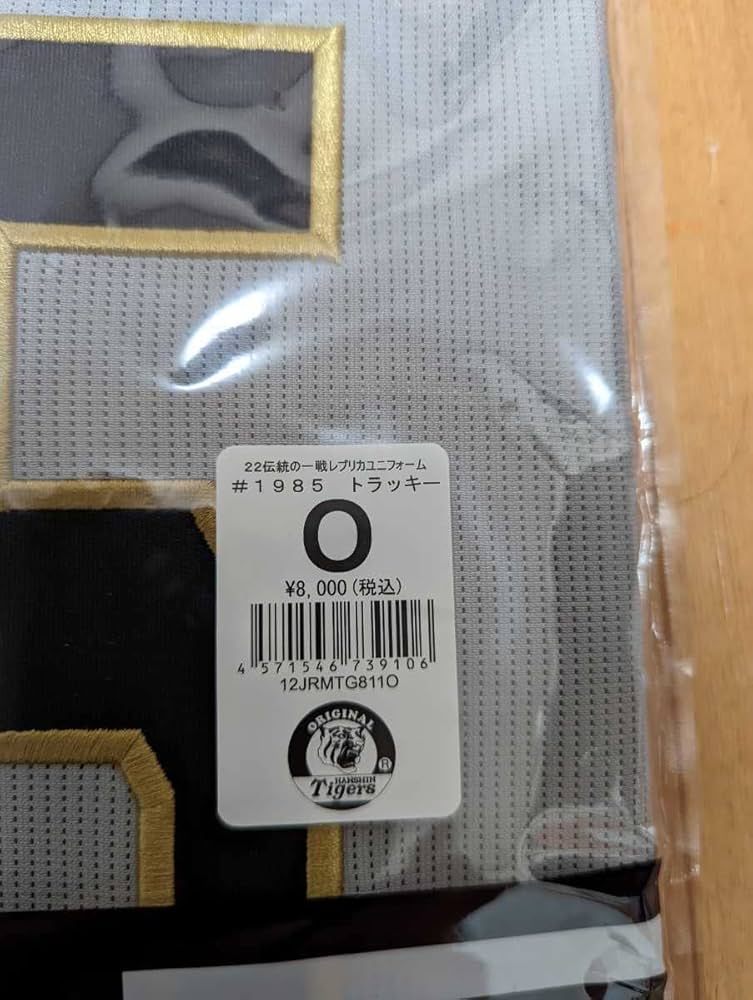 22伝統の一戦レプリカユニフォーム
＃１９８５　トラッキー
O
¥8,000(税込)
4 571546 739106
12JRMTG811O
ORIGINAL
HANSHIN
Tigers
®